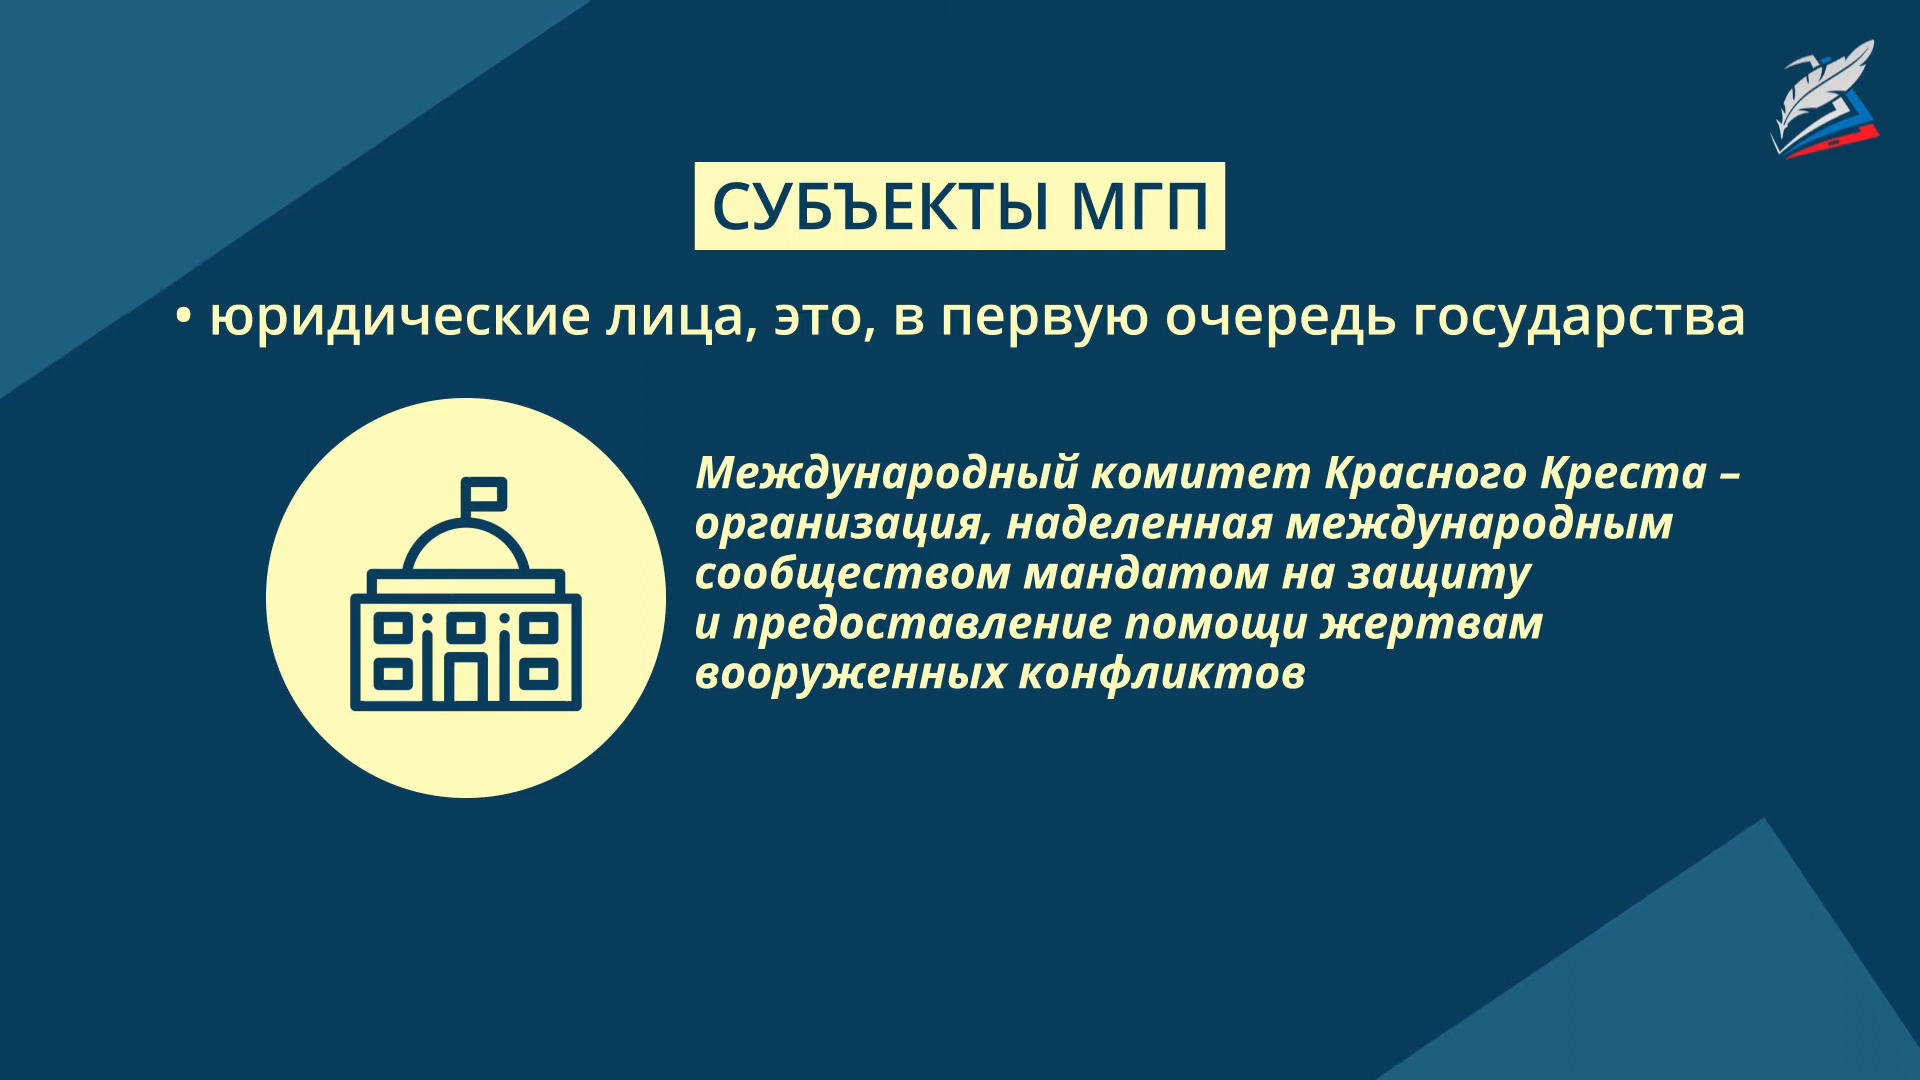 СУБЪЕКТЫ МГП
• юридические лица, это, в первую очередь государства
Международный комитет Красного Креста –
организация, наделенная международным
сообществом мандатом на защиту
и предоставление помощи жертвам
вооруженных конфликтов